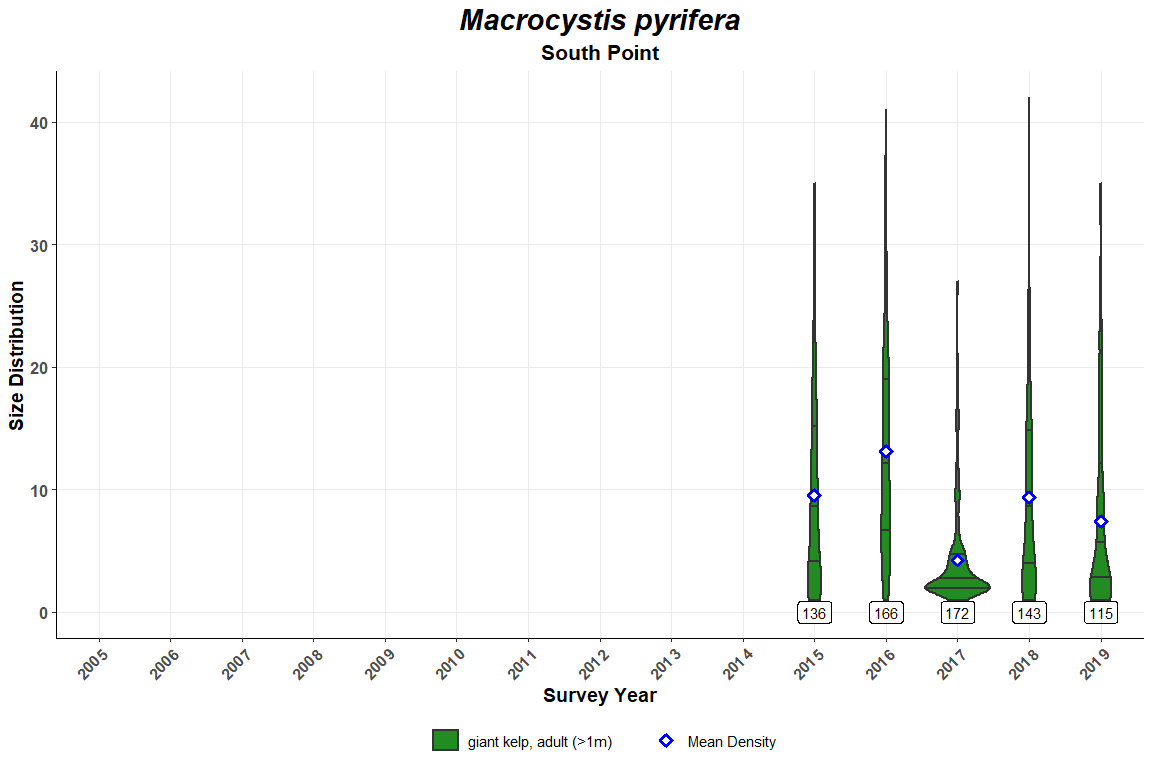 Macrocystis pyrifera
South Point
Size Distribution
40
30
20
10
0
136 166 172 143 115
2005 2006 2007 2008 2009 2010 2011 2012 2013 2014 2015 2016 2017 2018 2019
Survey Year
giant kelp, adult (>1m) Mean Density